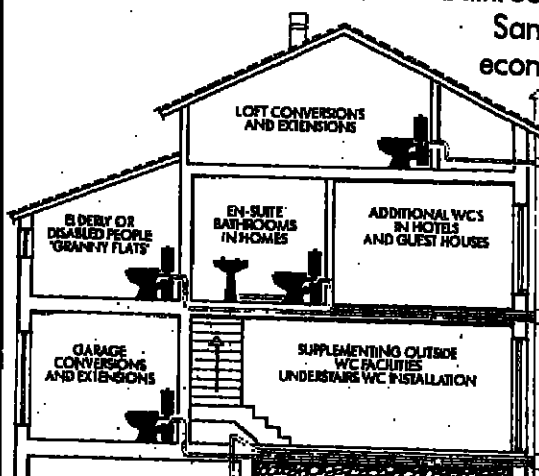 San
econ
LOFT CONVERSIONS
AND EXTENSIONS
ELDERLY OR
DISABLED PEOPLE
'GRANNY FLATS'
EN-SUITE
BATHROOMS
IN HOMES
ADDITIONAL WC'S
IN HOTELS
AND GUEST HOUSES
GARAGE
CONVERSIONS
AND EXTENSIONS
SUPPLEMENTING OUTSIDE
WC FACILITIES
UNDERSTAIRS WC INSTALLATION